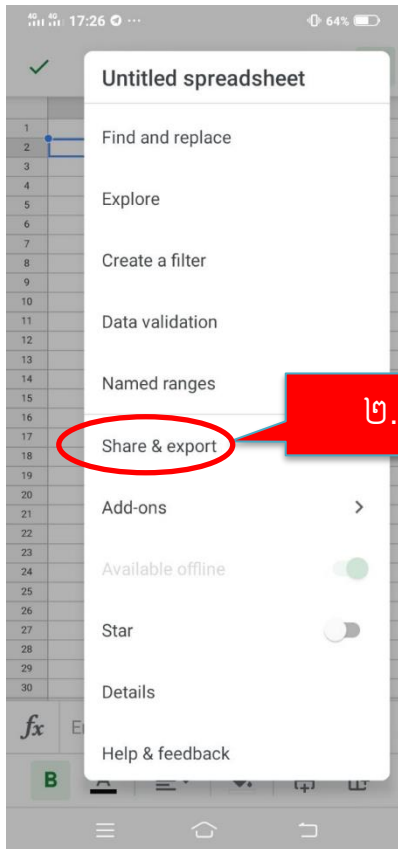 4G 4G 17:26 64%
Untitled spreadsheet
1
2
3
4
5
6
7
8
9
10
11
12
13
14
15
16
17
18
19
20
21
22
23
24
25
26
27
28
29
30
Find and replace
Explore
Create a filter
Data validation
Named ranges
២.
Share & export
Add-ons
Available offline
Star
Details
Help & feedback
fx
B A